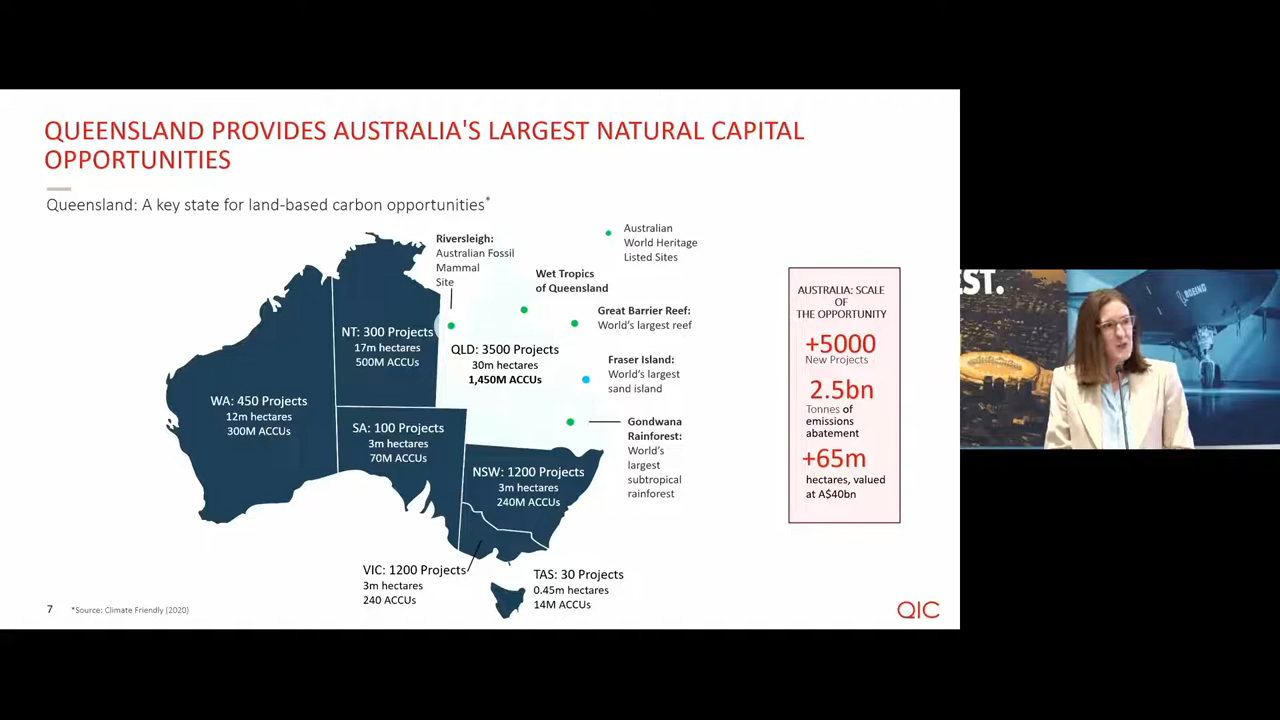 QUEENSLAND PROVIDES AUSTRALIA'S LARGEST NATURAL CAPITAL
OPPORTUNITIES
Queensland: A key state for land-based carbon opportunities*
Riversleigh:
Australian Fossil
Mammal
Site
Australian
World Heritage
Listed Sites
Wet Tropics
of Queensland
Great Barrier Reef:
World's largest reef
Fraser Island:
World's largest
sand island
Gondwana
Rainforest:
World's
largest
subtropical
rainforest
NT: 300 Projects
17m hectares
500M ACCUs
QLD: 3500 Projects
30m hectares
1,450M ACCUs
WA: 450 Projects
12m hectares
300M ACCUs
SA: 100 Projects
3m hectares
70M ACCUs
NSW: 1200 Projects
3m hectares
240M ACCUs
VIC: 1200 Projects
3m hectares
240 ACCUs
TAS: 30 Projects
0.45m hectares
14M ACCUs
AUSTRALIA: SCALE
OF
THE OPPORTUNITY
+5000
New Projects
2.5bn
Tonnes of
emissions
abatement
+65m
hectares, valued
at A$40bn
7
*Source: Climate Friendly (2020)
QIC
ST.
BOEING